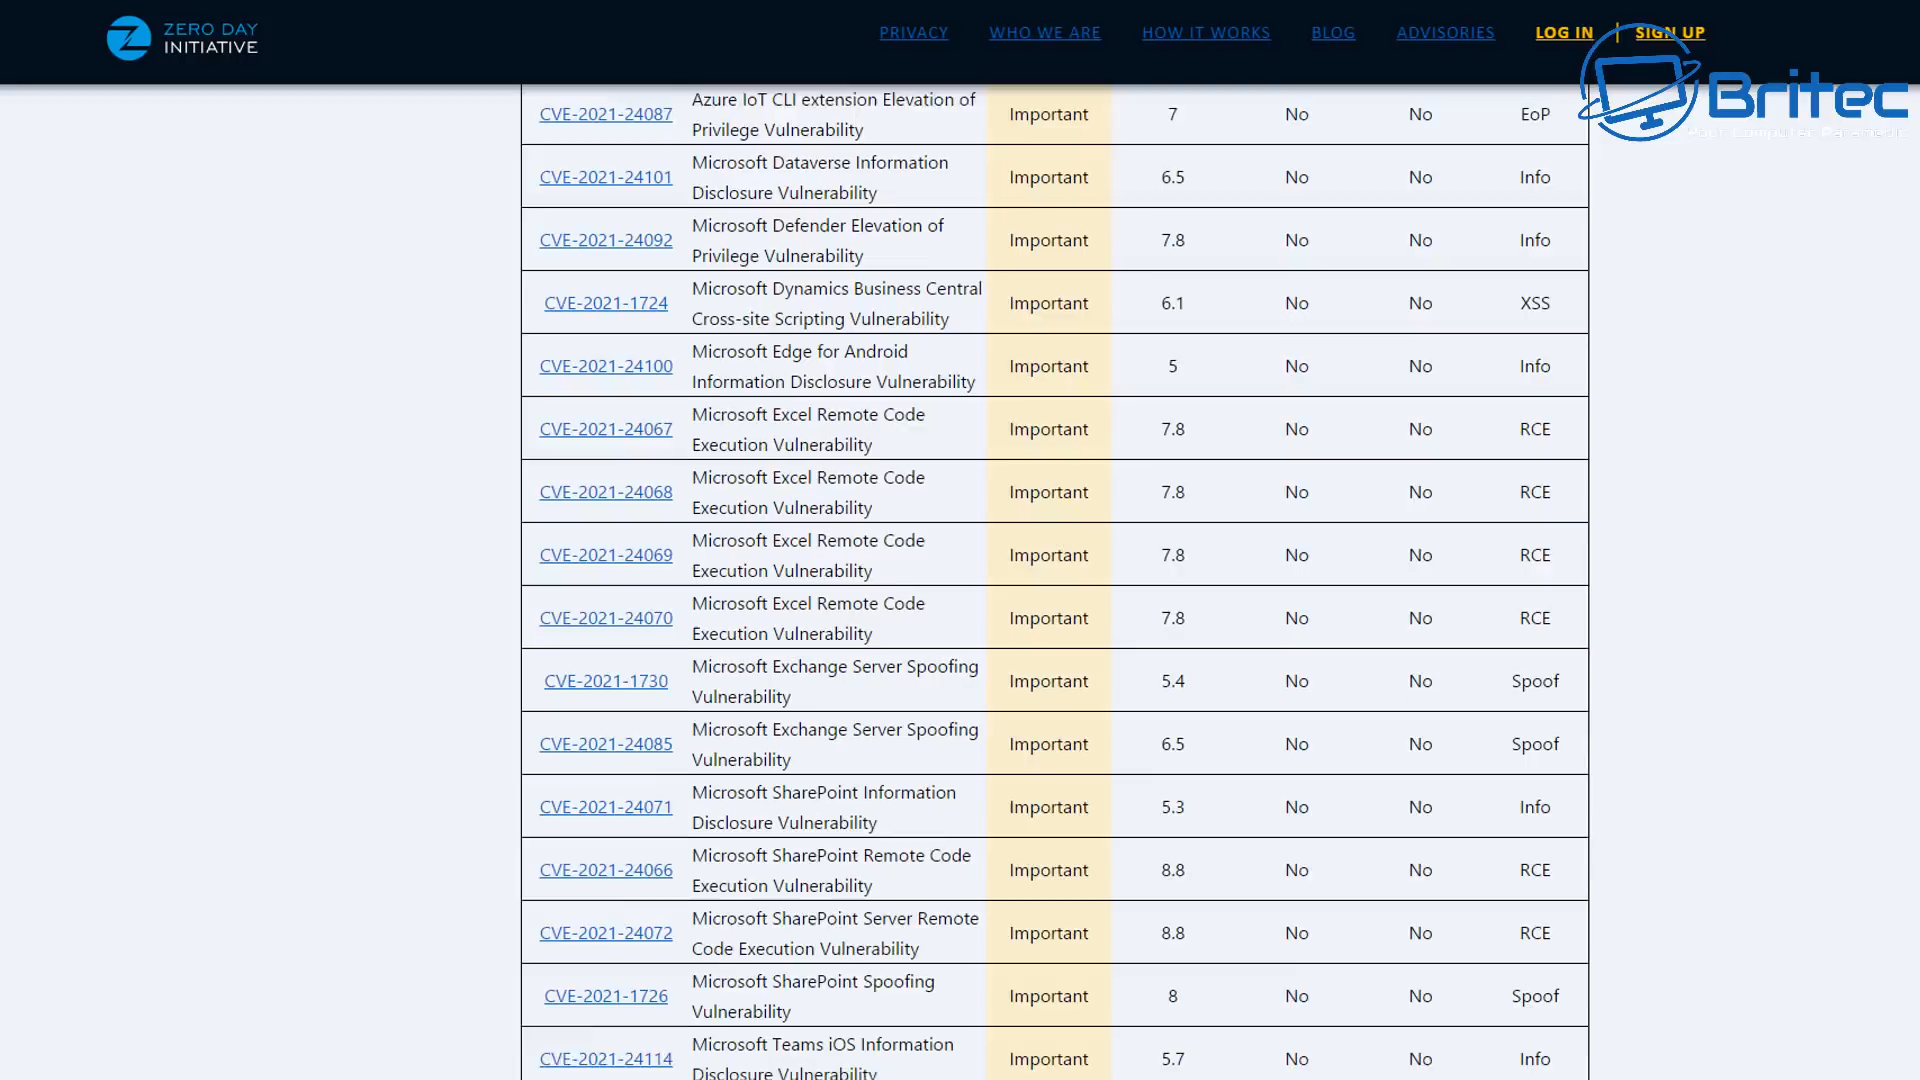 ZERO DAY
INITIATIVE
PRIVACY WHO WE ARE HOW IT WORKS BLOG ADVISORIES LOG IN | SIGN UP
Britec
CVE-2021-24087 Azure IoT CLI extension Elevation of Important 7 No No EoP
Privilege Vulnerability
CVE-2021-24101 Microsoft Dataverse Information Important 6.5 No No Info
Disclosure Vulnerability
CVE-2021-24092 Microsoft Defender Elevation of Important 7.8 No No Info
Privilege Vulnerability
CVE-2021-1724 Microsoft Dynamics Business Central Important 6.1 No No XSS
Cross-site Scripting Vulnerability
CVE-2021-24100 Microsoft Edge for Android Important 5 No No Info
Information Disclosure Vulnerability
CVE-2021-24067 Microsoft Excel Remote Code Important 7.8 No No RCE
Execution Vulnerability
CVE-2021-24068 Microsoft Excel Remote Code Important 7.8 No No RCE
Execution Vulnerability
CVE-2021-24069 Microsoft Excel Remote Code Important 7.8 No No RCE
Execution Vulnerability
CVE-2021-24070 Microsoft Excel Remote Code Important 7.8 No No RCE
Execution Vulnerability
CVE-2021-1730 Microsoft Exchange Server Spoofing Important 5.4 No No Spoof
Vulnerability
CVE-2021-24085 Microsoft Exchange Server Spoofing Important 6.5 No No Spoof
Vulnerability
CVE-2021-24071 Microsoft SharePoint Information Important 5.3 No No Info
Disclosure Vulnerability
CVE-2021-24066 Microsoft SharePoint Remote Code Important 8.8 No No RCE
Execution Vulnerability
CVE-2021-24072 Microsoft SharePoint Server Remote Important 8.8 No No RCE
Code Execution Vulnerability
CVE-2021-1726 Microsoft SharePoint Spoofing Important 8 No No Spoof
Vulnerability
CVE-2021-24114 Microsoft Teams iOS Information Important 5.7 No No Info
Disclosure Vulnerability